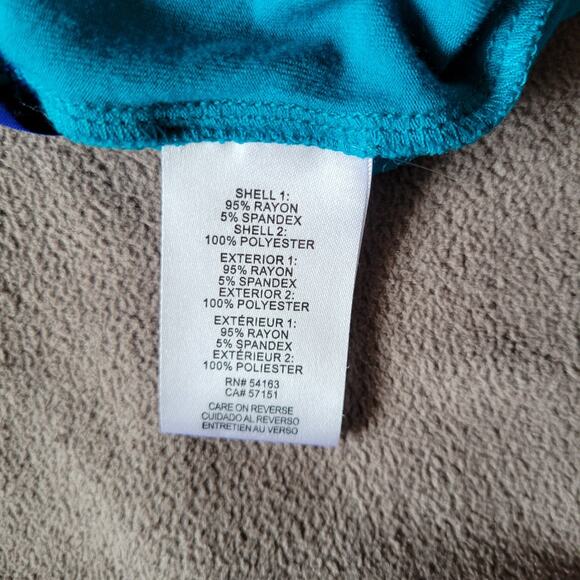 SHELL 1:
95% RAYON
5% SPANDEX
SHELL 2:
100% POLYESTER
EXTERIOR 1:
95% RAYON
5% SPANDEX
EXTERIOR 2:
100% POLYESTER
EXTÉRIEUR 1:
95% RAYON
5% SPANDEX
EXTÉRIEUR 2:
100% POLIESTER
RN# 54163
CA# 57151
CARE ON REVERSE
CUIDADO AL REVERSO
ENTRETIEN AU VERSO